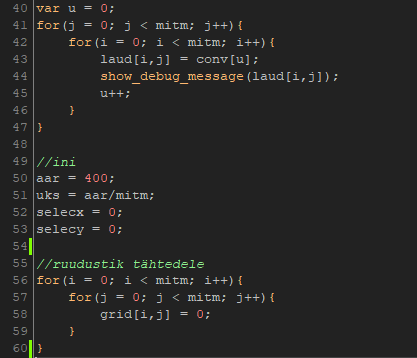 40 var u = 0;
41 for(j = 0; j < mitm; j++){
42 for(i = 0; i < mitm; i++){
43 laud[i,j] = conv[u];
44 show_debug_message(laud[i,j]);
45 u++;
46 }
47 }
48
49 //ini
50 aar = 400;
51 uks = aar/mitm;
52 selecx = 0;
53 selecy = 0;
54
55 //ruudustik tähtedele
56 for(i = 0; i < mitm; i++){
57 for(j = 0; j < mitm; j++){
58 grid[i,j] = 0;
59 }
60 }